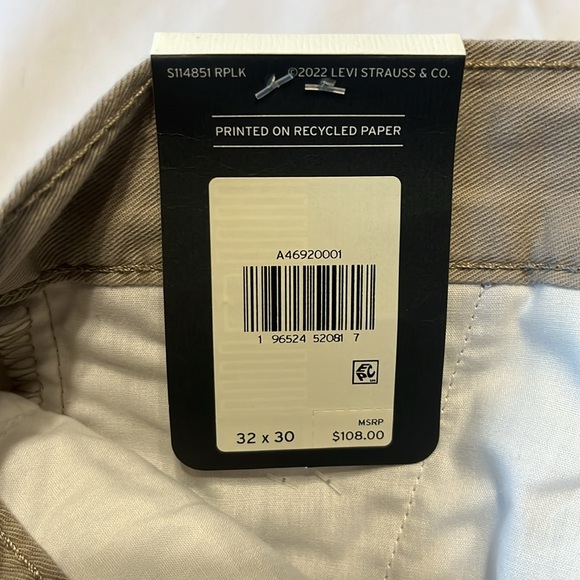 S114851 RPLK ©2022 LEVI STRAUSS & CO.
PRINTED ON RECYCLED PAPER
A46920001
1 96524 52081 7
EPC
MSRP
32 x 30 $108.00